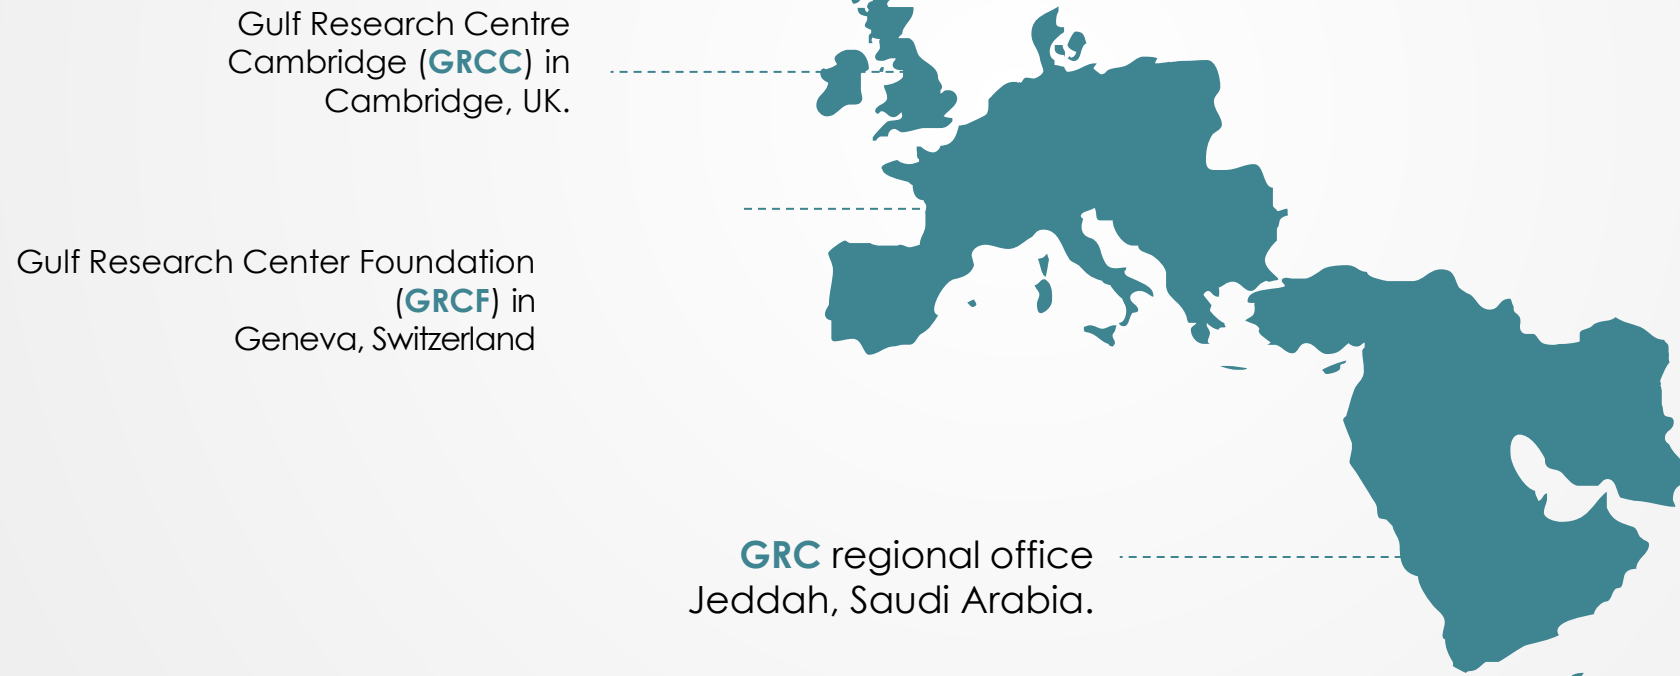 Gulf Research Centre
Cambridge (GRCC) in
Cambridge, UK.
Gulf Research Center Foundation
(GRCF) in
Geneva, Switzerland
GRC regional office
Jeddah, Saudi Arabia.